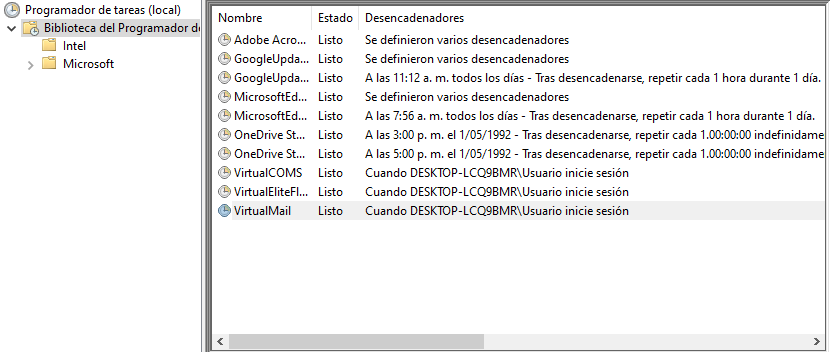 Programador de tareas (local)
Biblioteca del Programador de
Intel
Microsoft
Nombre Estado Desencadenadores
Adobe Acro... Listo Se definieron varios desencadenadores
GoogleUpda... Listo Se definieron varios desencadenadores
GoogleUpda... Listo A las 11:12 a. m. todos los días - Tras desencadenarse, repetir cada 1 hora durante 1 día.
MicrosoftEd... Listo Se definieron varios desencadenadores
MicrosoftEd... Listo A las 7:56 a. m. todos los días - Tras desencadenarse, repetir cada 1 hora durante 1 día.
OneDrive St... Listo A las 3:00 p. m. el 1/05/1992 - Tras desencadenarse, repetir cada 1.00:00:00 indefinidame
OneDrive St... Listo A las 5:00 p. m. el 1/05/1992 - Tras desencadenarse, repetir cada 1.00:00:00 indefinidame
VirtualCOMS Listo Cuando DESKTOP-LCQ9BMR\Usuario inicie sesión
VirtualEliteFl... Listo Cuando DESKTOP-LCQ9BMR\Usuario inicie sesión
VirtualMail Listo Cuando DESKTOP-LCQ9BMR\Usuario inicie sesión